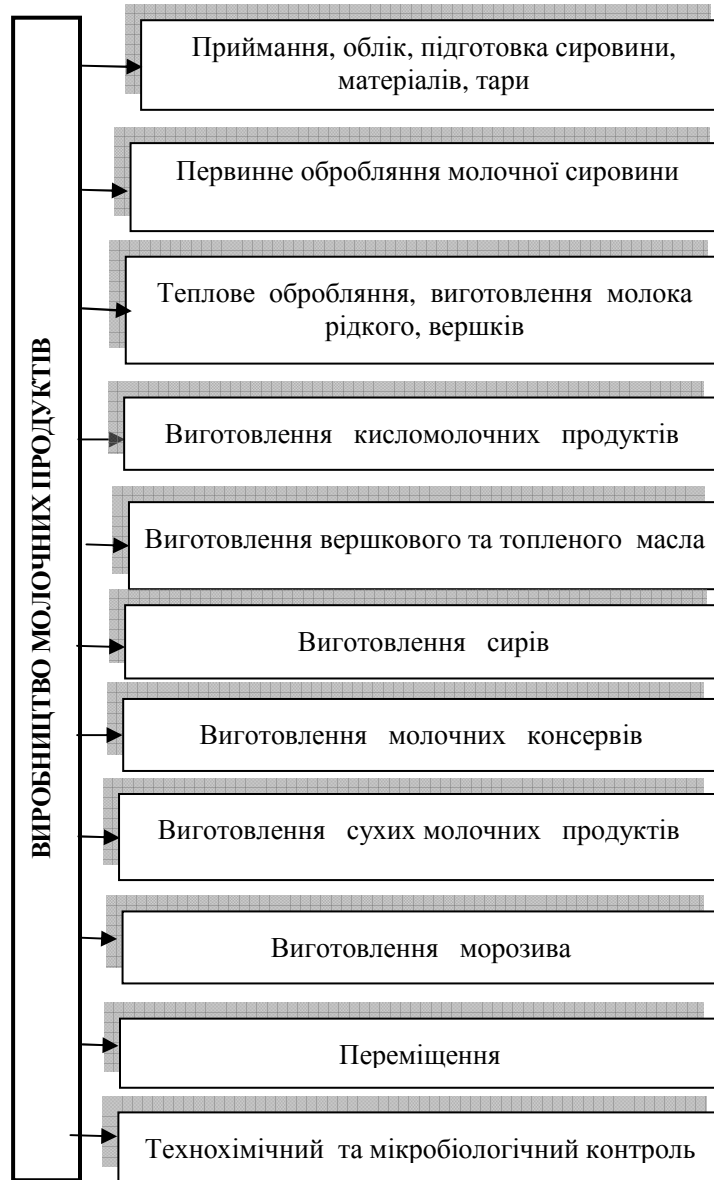 ВИРОБНИЦТВО МОЛОЧНИХ ПРОДУКТІВ
Приймання, облік, підготовка сировини,
матеріалів, тари
Первинне обробляння молочної сировини
Теплове обробляння, виготовлення молока
рідкого, вершків
Виготовлення кисломолочних продуктів
Виготовлення вершкового та топленого масла
Виготовлення сирів
Виготовлення молочних консервів
Виготовлення сухих молочних продуктів
Виготовлення морозива
Переміщення
Технохімічний та мікробіологічний контроль